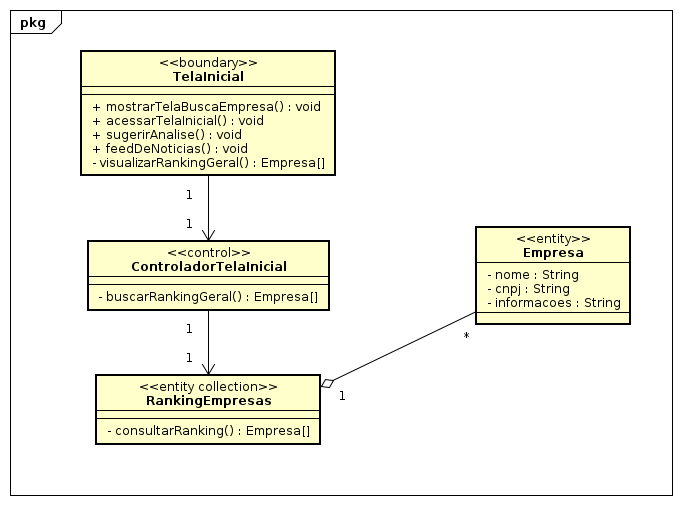 pkg
<<boundary>>
TelaInicial
+ mostrarTelaBuscaEmpresa() : void
+ acessarTelaInicial() : void
+ sugerirAnalise() : void
+ feedDeNoticias() : void
- visualizarRankingGeral() : Empresa[]
1
1
<<control>>
ControladorTelaInicial
- buscarRankingGeral() : Empresa[]
1
1
<<entity collection>>
RankingEmpresas
- consultarRanking() : Empresa[]
<<entity>>
Empresa
- nome : String
- cnpj : String
- informacoes : String
*
1